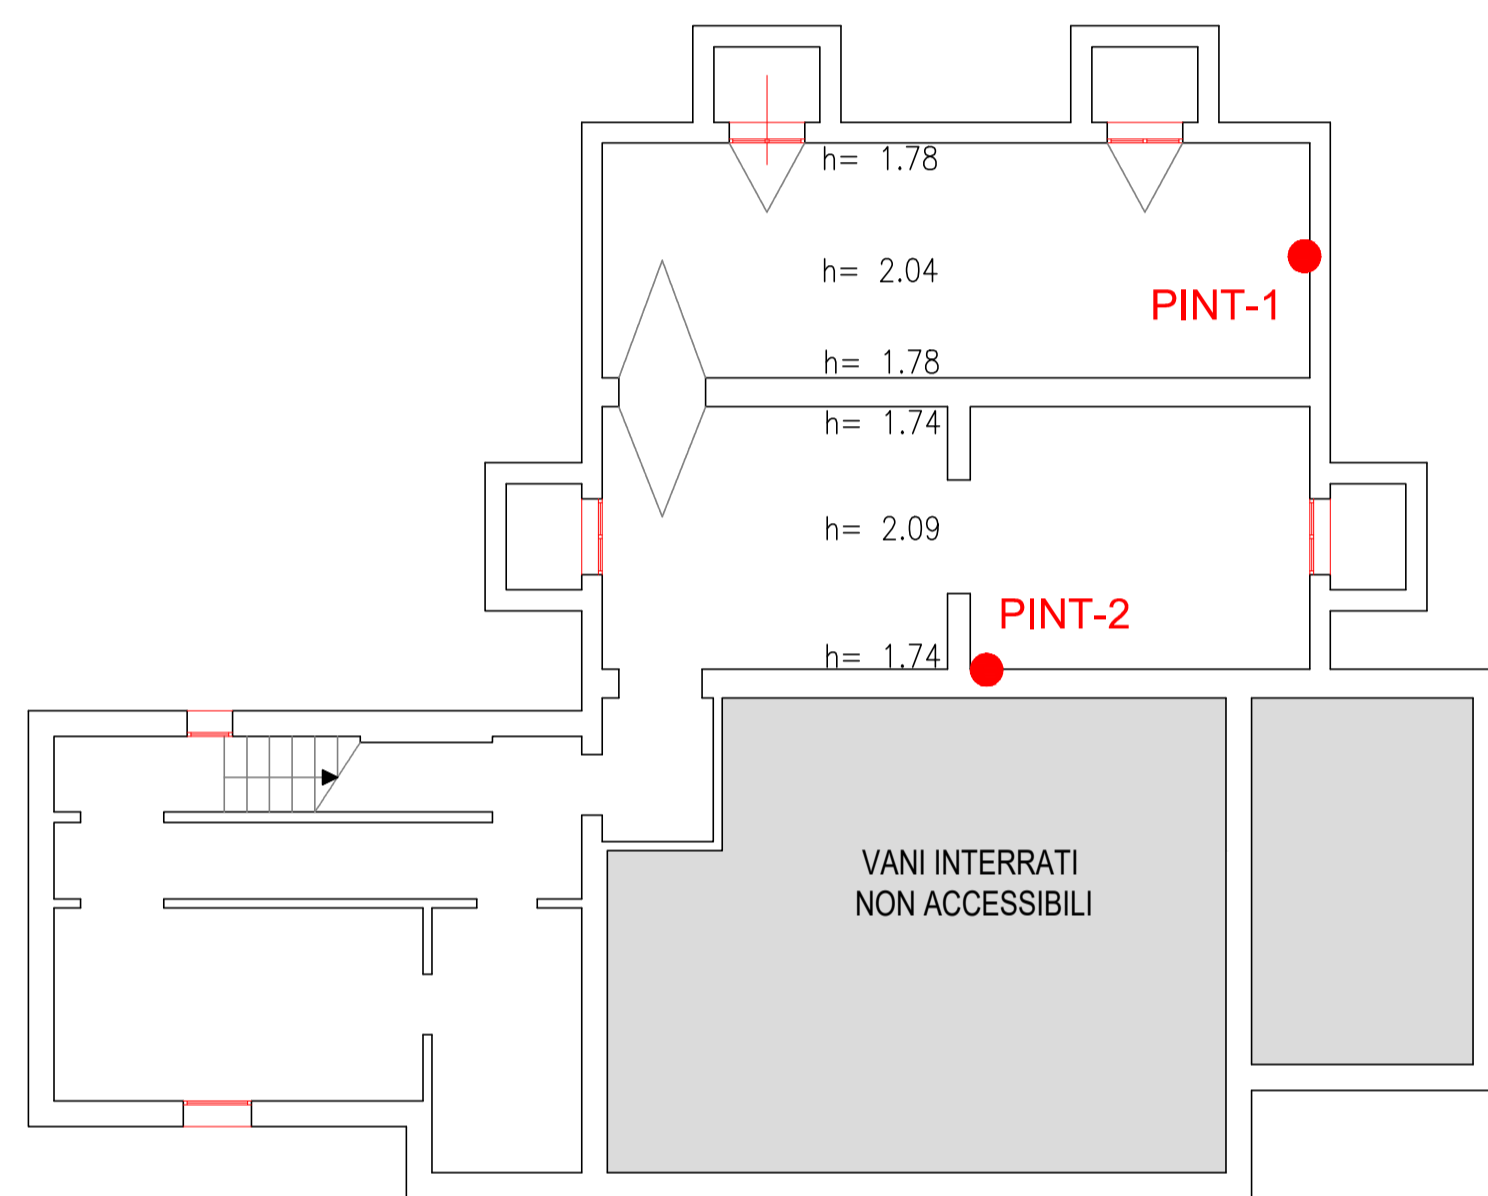 h= 1.78
h= 2.04
PINT-1
h= 1.78
h= 1.74
h= 2.09
PINT-2
h= 1.74
VANI INTERRATI
NON ACCESSIBILI